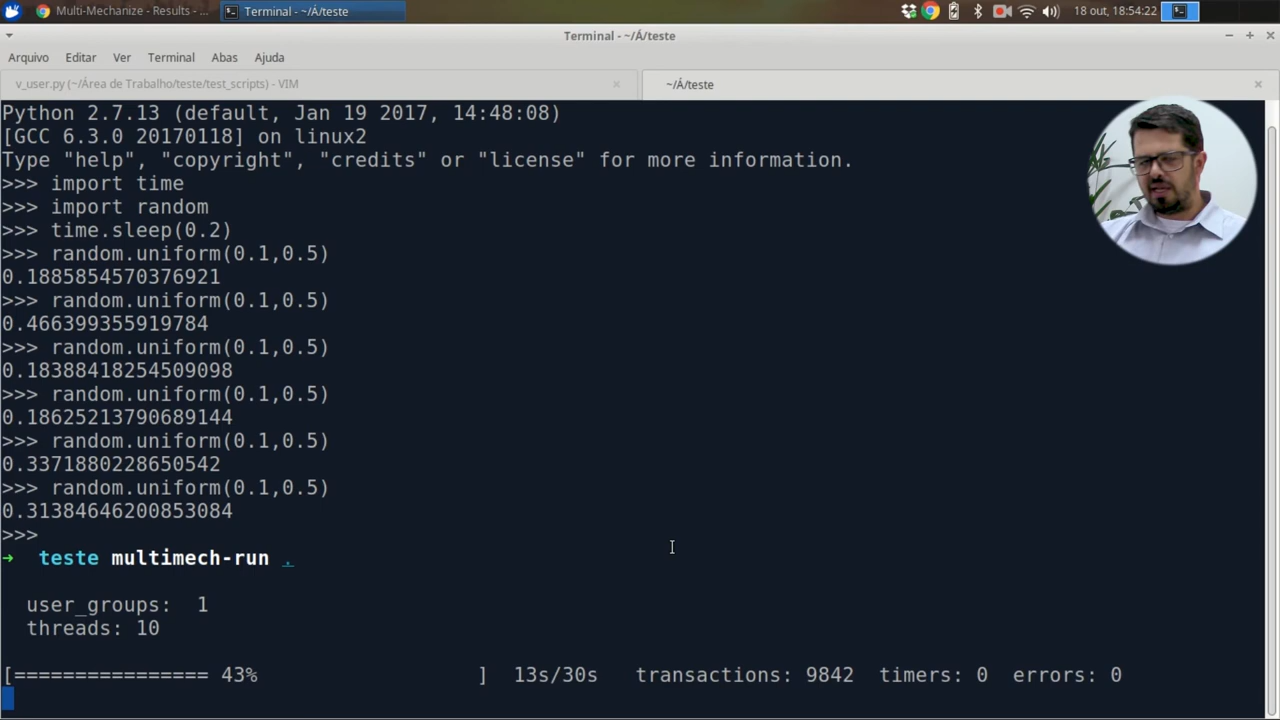 Multi-Mechanize - Results - ...
Terminal - ~/Á/teste
18 out, 18:54:22
Terminal - ~/Á/teste
Arquivo Editar Ver Terminal Abas Ajuda
v_user.py (~/Área de Trabalho/teste/test_scripts) - VIM
~/Á/teste
Python 2.7.13 (default, Jan 19 2017, 14:48:08)
[GCC 6.3.0 20170118] on linux2
Type "help", "copyright", "credits" or "license" for more information.
>>> import time
>>> import random
>>> time.sleep(0.2)
>>> random.uniform(0.1,0.5)
0.1885854570376921
>>> random.uniform(0.1,0.5)
0.466399355919784
>>> random.uniform(0.1,0.5)
0.18388418254509098
>>> random.uniform(0.1,0.5)
0.18625213790689144
>>> random.uniform(0.1,0.5)
0.3371880228650542
>>> random.uniform(0.1,0.5)
0.31384646200853084
>>>
➜ teste multimech-run .
user_groups: 1
threads: 10
[================ 43% ] 13s/30s transactions: 9842 timers: 0 errors: 0